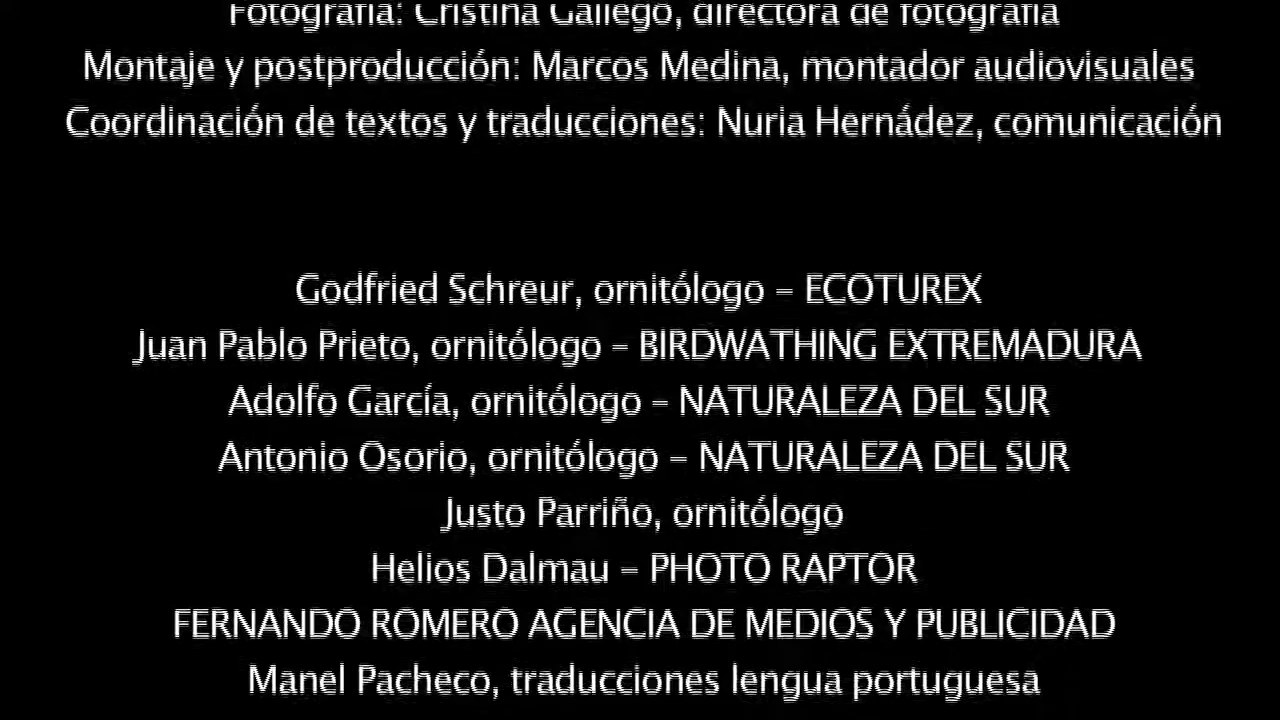 Fotografía: Cristina Gallego, directora de fotografía
Montaje y postproducción: Marcos Medina, montador audiovisuales
Coordinación de textos y traducciones: Nuria Hernádez, comunicación
Godfried Schreur, ornitólogo – ECOTUREX
Juan Pablo Prieto, ornitólogo – BIRDWATHING EXTREMADURA
Adolfo García, ornitólogo – NATURALEZA DEL SUR
Antonio Osorio, ornitólogo – NATURALEZA DEL SUR
Justo Parriño, ornitólogo
Helios Dalmau – PHOTO RAPTOR
FERNANDO ROMERO AGENCIA DE MEDIOS Y PUBLICIDAD
Manel Pacheco, traducciones lengua portuguesa